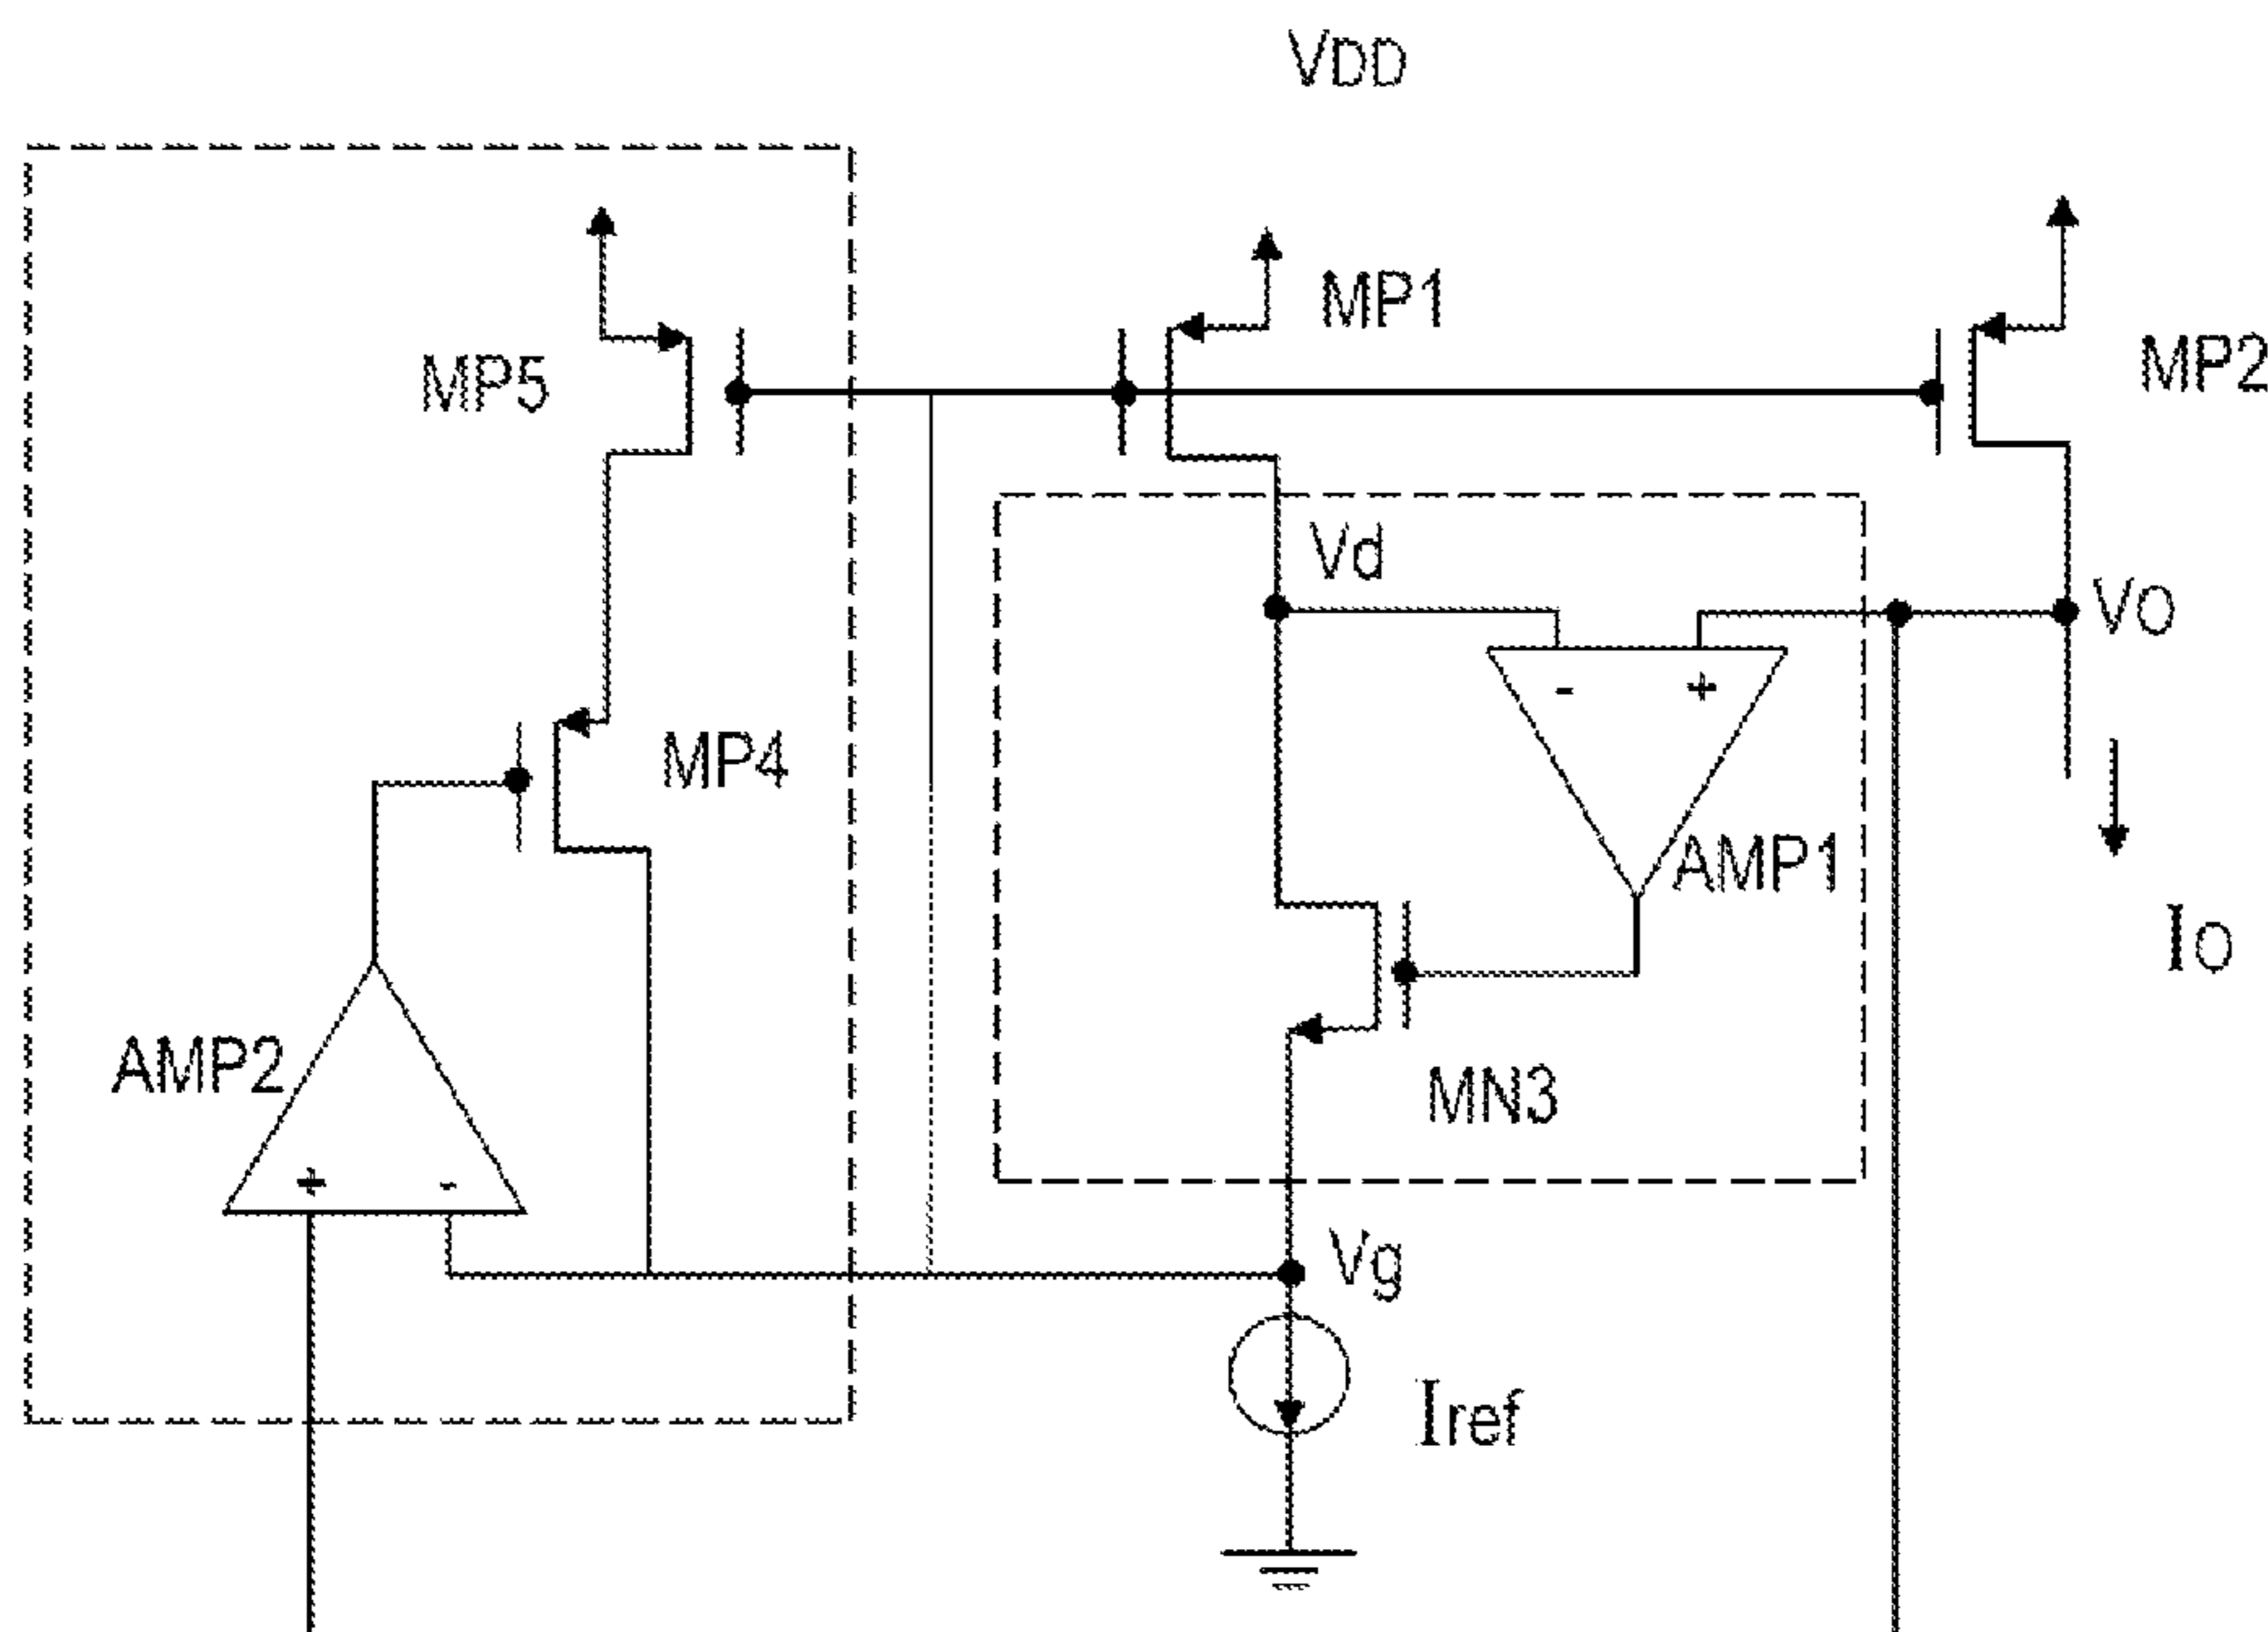 VDD
MP1
MP2
MP5
Vd
VO
MP4
AMP1
IO
AMP2
MN3
Vg
Iref
- +
+ -